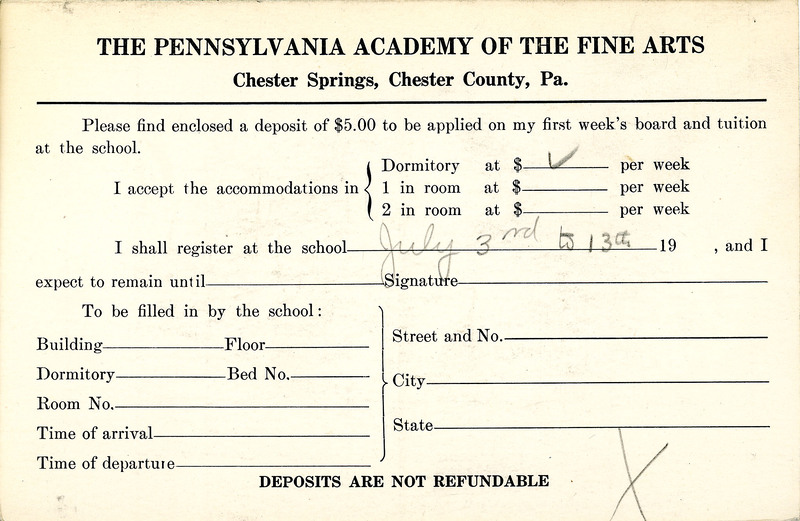 THE PENNSYLVANIA ACADEMY OF THE FINE ARTS
Chester Springs, Chester County, Pa.
Please find enclosed a deposit of $5.00 to be applied on my first week's board and tuition
at the school.
I accept the accommodations in
Dormitory at $ ✓ per week
1 in room at $ per week
2 in room at $ per week
I shall register at the school July 3rd to 13th 19 , and I
expect to remain until Signature
To be filled in by the school:
Building Floor
Dormitory Bed No.
Room No.
Time of arrival
Time of departure
Street and No.
City
State
DEPOSITS ARE NOT REFUNDABLE